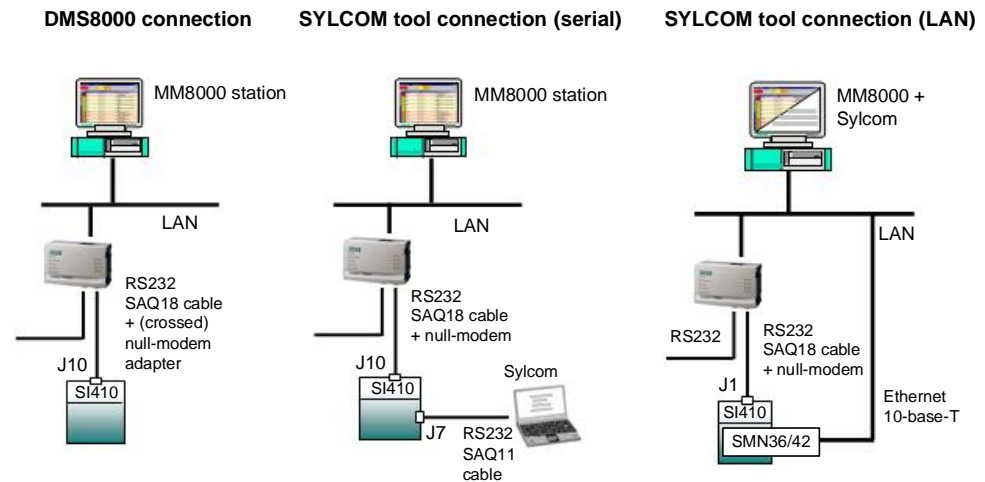 DMS8000 connection
SYLCOM tool connection (serial)
SYLCOM tool connection (LAN)
MM8000 station
LAN
RS232
SAQ18 cable
+ (crossed)
null-modem
adapter
J10
SI410
MM8000 station
LAN
RS232
SAQ18 cable
+ null-modem
J10
SI410
J7
Sylcom
RS232
SAQ11
cable
MM8000 +
Sylcom
LAN
RS232
RS232
SAQ18 cable
+ null-modem
J1
SI410
SMN36/42
Ethernet
10-base-T